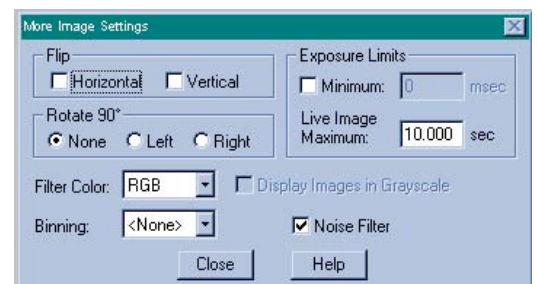 More Image Settings
Flip
Horizontal Vertical
Exposure Limits
Minimum: 0 msec
Live Image
Maximum: 10.000 sec
Rotate 90°
None Left Right
Filter Color: RGB Display Images in Grayscale
Binning: <None> Noise Filter
Close Help